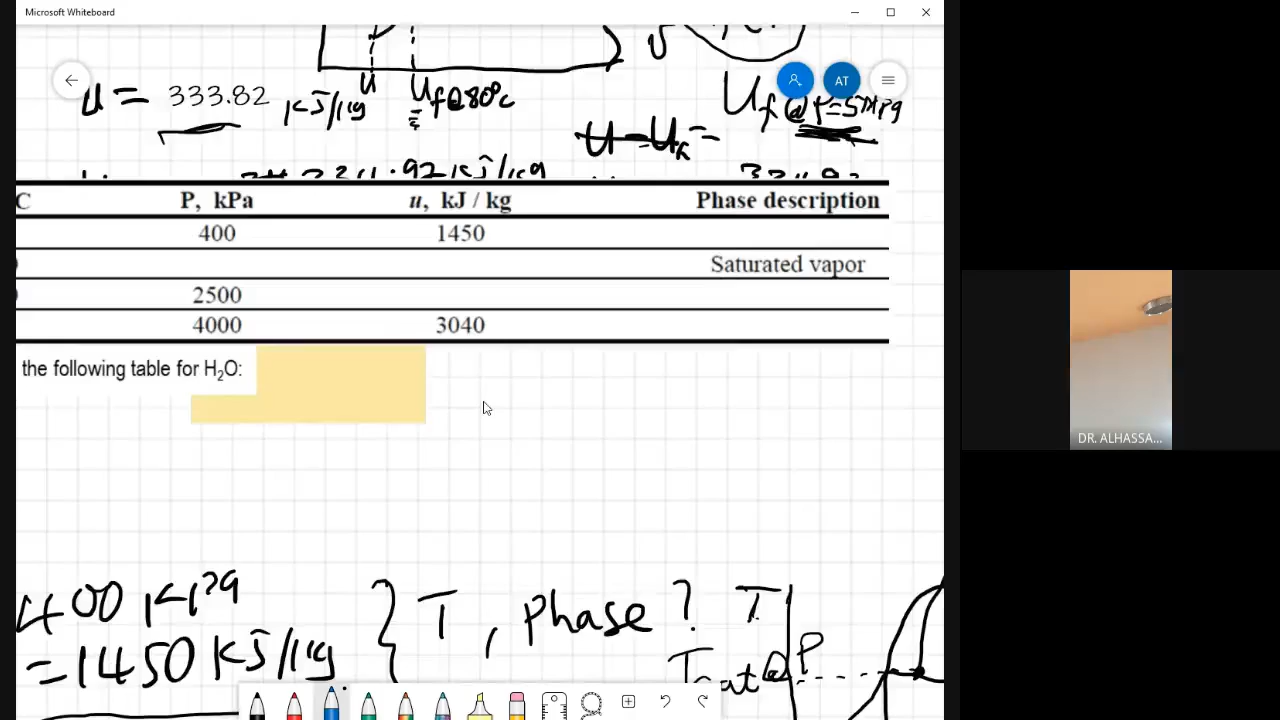 Microsoft Whiteboard
u = 333.82 kJ/kg
Uf@80°C
Uf @ P=5MPa
C P, kPa u, kJ / kg Phase description
400 1450
Saturated vapor
2500
4000 3040
the following table for H₂O:
AT
DR. ALHASSA...
400 kPa
=1450 kJ/kg } T, phase ?
T
Tsat@P